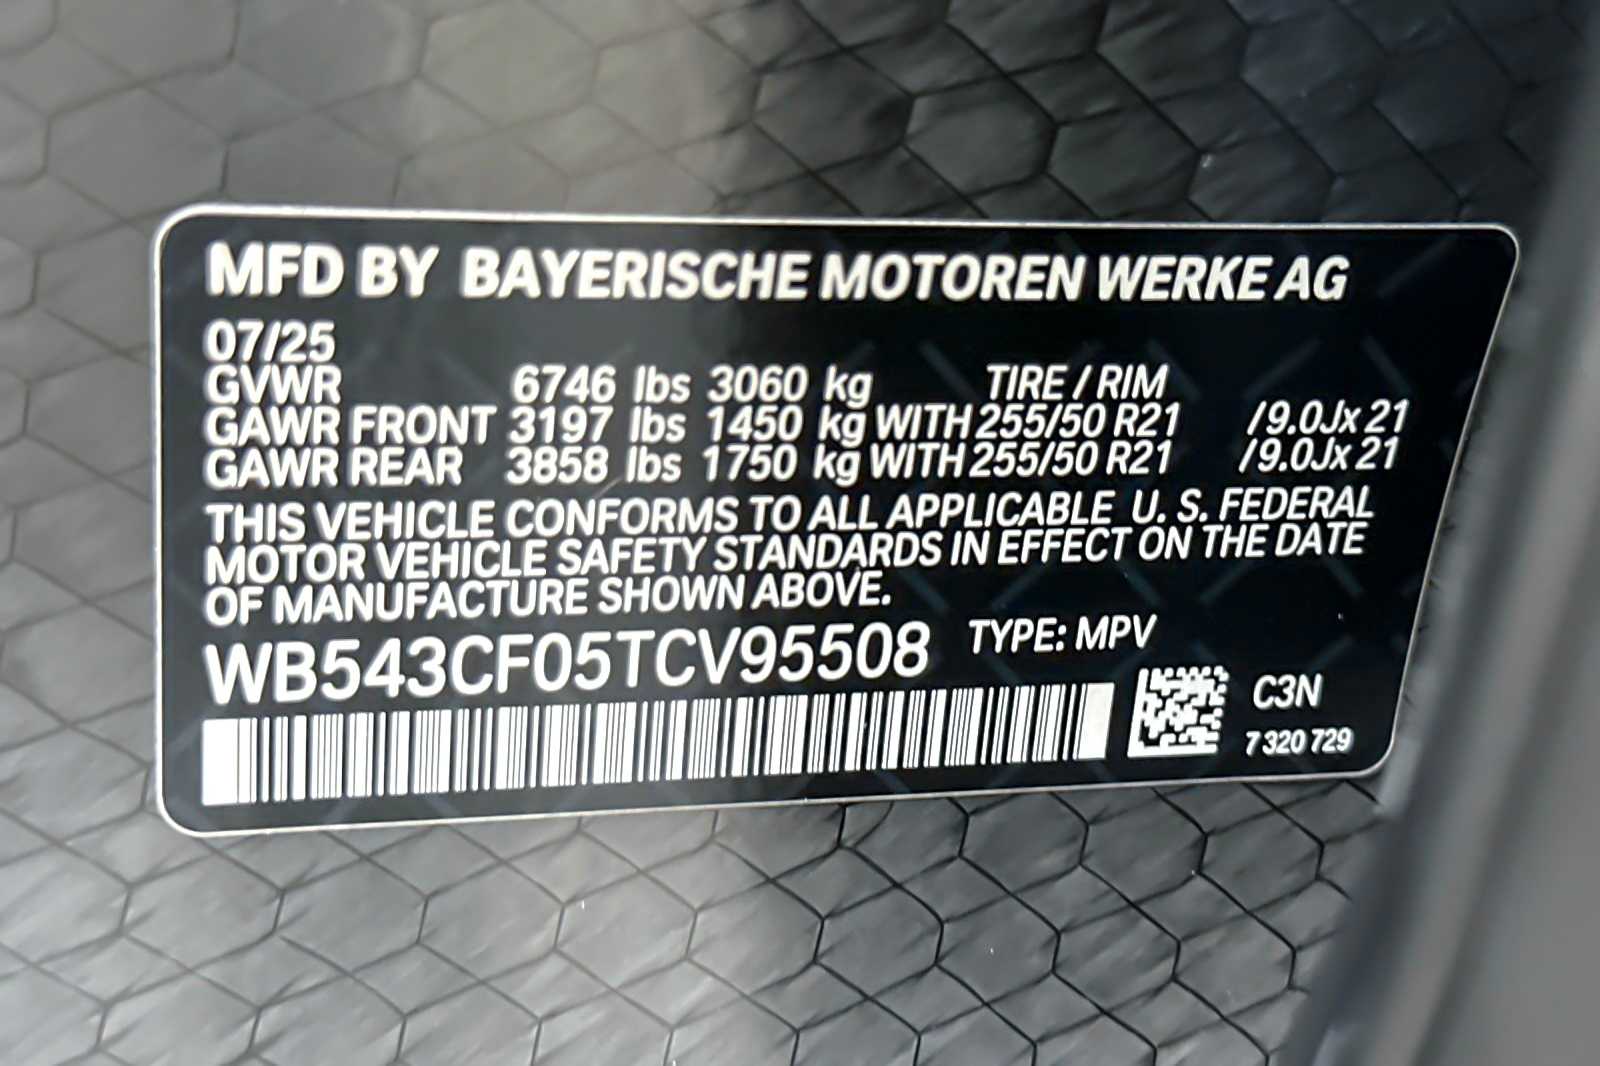 MFD BY BAYERISCHE MOTOREN WERKE AG
07/25
GVWR 6746 lbs 3060 kg TIRE / RIM
GAWR FRONT 3197 lbs 1450 kg WITH 255/50 R21 /9.0Jx 21
GAWR REAR 3858 lbs 1750 kg WITH 255/50 R21 /9.0Jx 21
THIS VEHICLE CONFORMS TO ALL APPLICABLE U. S. FEDERAL
MOTOR VEHICLE SAFETY STANDARDS IN EFFECT ON THE DATE
OF MANUFACTURE SHOWN ABOVE.
WB543CF05TCV95508 TYPE: MPV
C3N
7 320 729